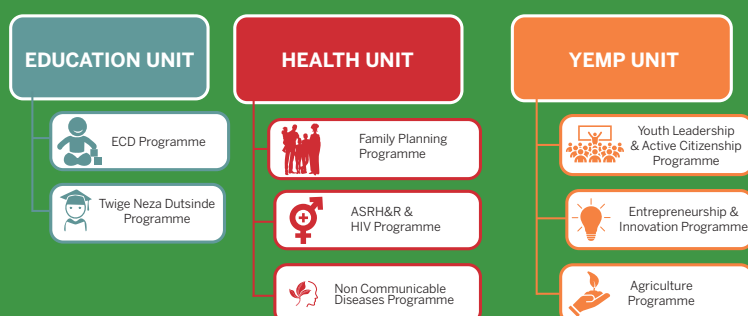 EDUCATION UNIT
ECD Programme
Twige Neza Dutsinde
Programme
HEALTH UNIT
Family Planning
Programme
ASRH&R &
HIV Programme
Non Communicable
Diseases Programme
YEMP UNIT
Youth Leadership
& Active Citizenship
Programme
Entrepreneurship &
Innovation Programme
Agriculture
Programme